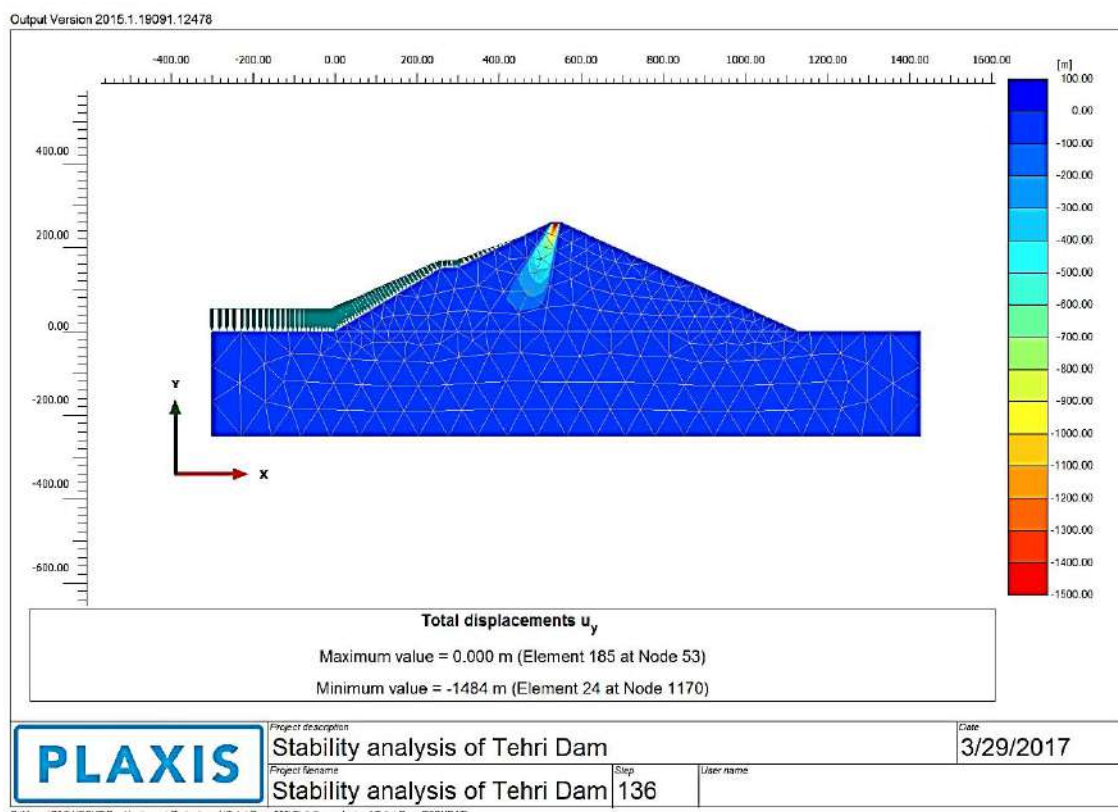 Output Version 2015.1.19091.12478
-400.00 -200.00 0.00 200.00 400.00 600.00 800.00 1000.00 1200.00 1400.00 1600.00
[m]
100.00
0.00
-100.00
-200.00
-300.00
-400.00
-500.00
-600.00
-700.00
-800.00
-900.00
-1000.00
-1100.00
-1200.00
-1300.00
-1400.00
-1500.00
400.00
200.00
0.00
-200.00
-400.00
-600.00
Y
X
Total displacements uy
Maximum value = 0.000 m (Element 185 at Node 53)
Minimum value = -1484 m (Element 24 at Node 1170)
PLAXIS
Project description
Stability analysis of Tehri Dam
Date
3/29/2017
Project filename
Stability analysis of Tehri Dam
Step
136
User name